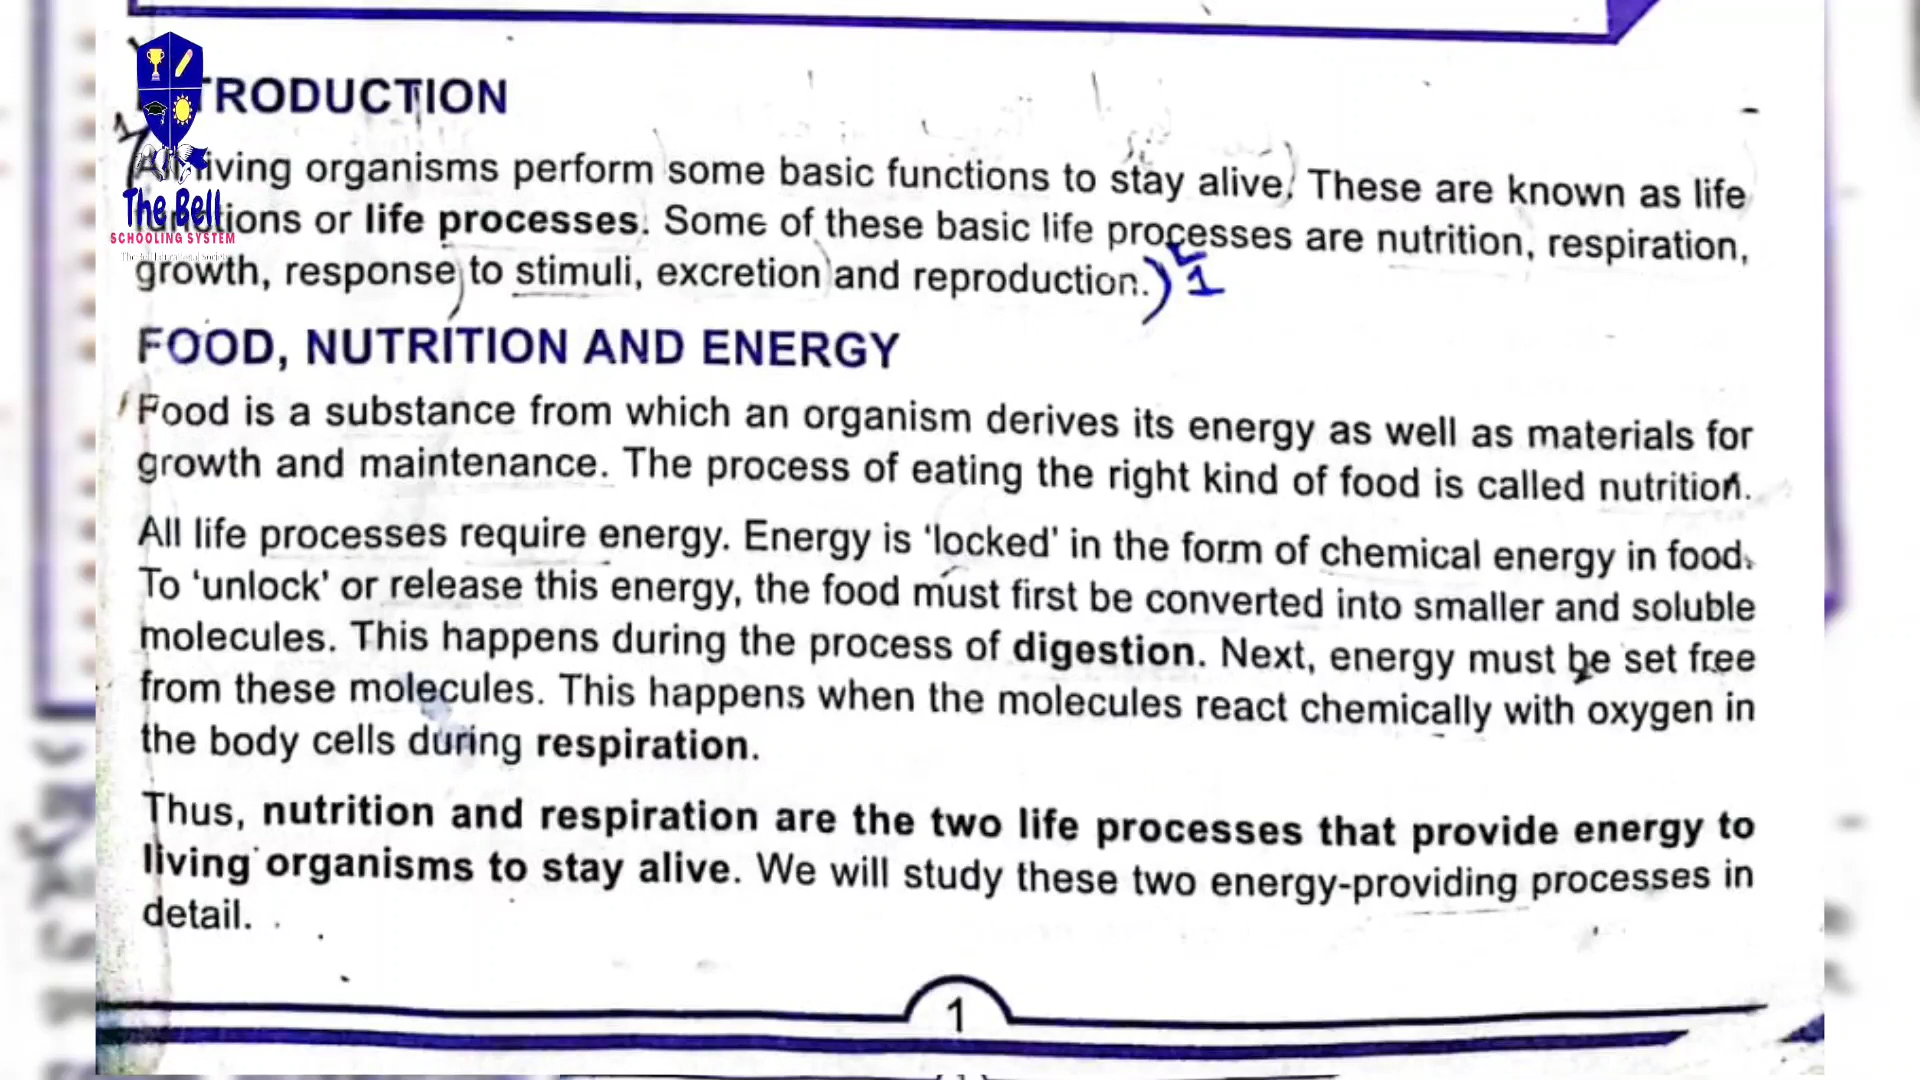 The Bell
SCHOOLING SYSTEM
The Bell Educational Society
TRODUCTION
All living organisms perform some basic functions to stay alive. These are known as life
functions or life processes. Some of these basic life processes are nutrition, respiration,
growth, response to stimuli, excretion and reproduction.) 1
FOOD, NUTRITION AND ENERGY
Food is a substance from which an organism derives its energy as well as materials for
growth and maintenance. The process of eating the right kind of food is called nutrition.
All life processes require energy. Energy is ‘locked’ in the form of chemical energy in food.
To ‘unlock’ or release this energy, the food must first be converted into smaller and soluble
molecules. This happens during the process of digestion. Next, energy must be set free
from these molecules. This happens when the molecules react chemically with oxygen in
the body cells during respiration.
Thus, nutrition and respiration are the two life processes that provide energy to
living organisms to stay alive. We will study these two energy-providing processes in
detail.
1